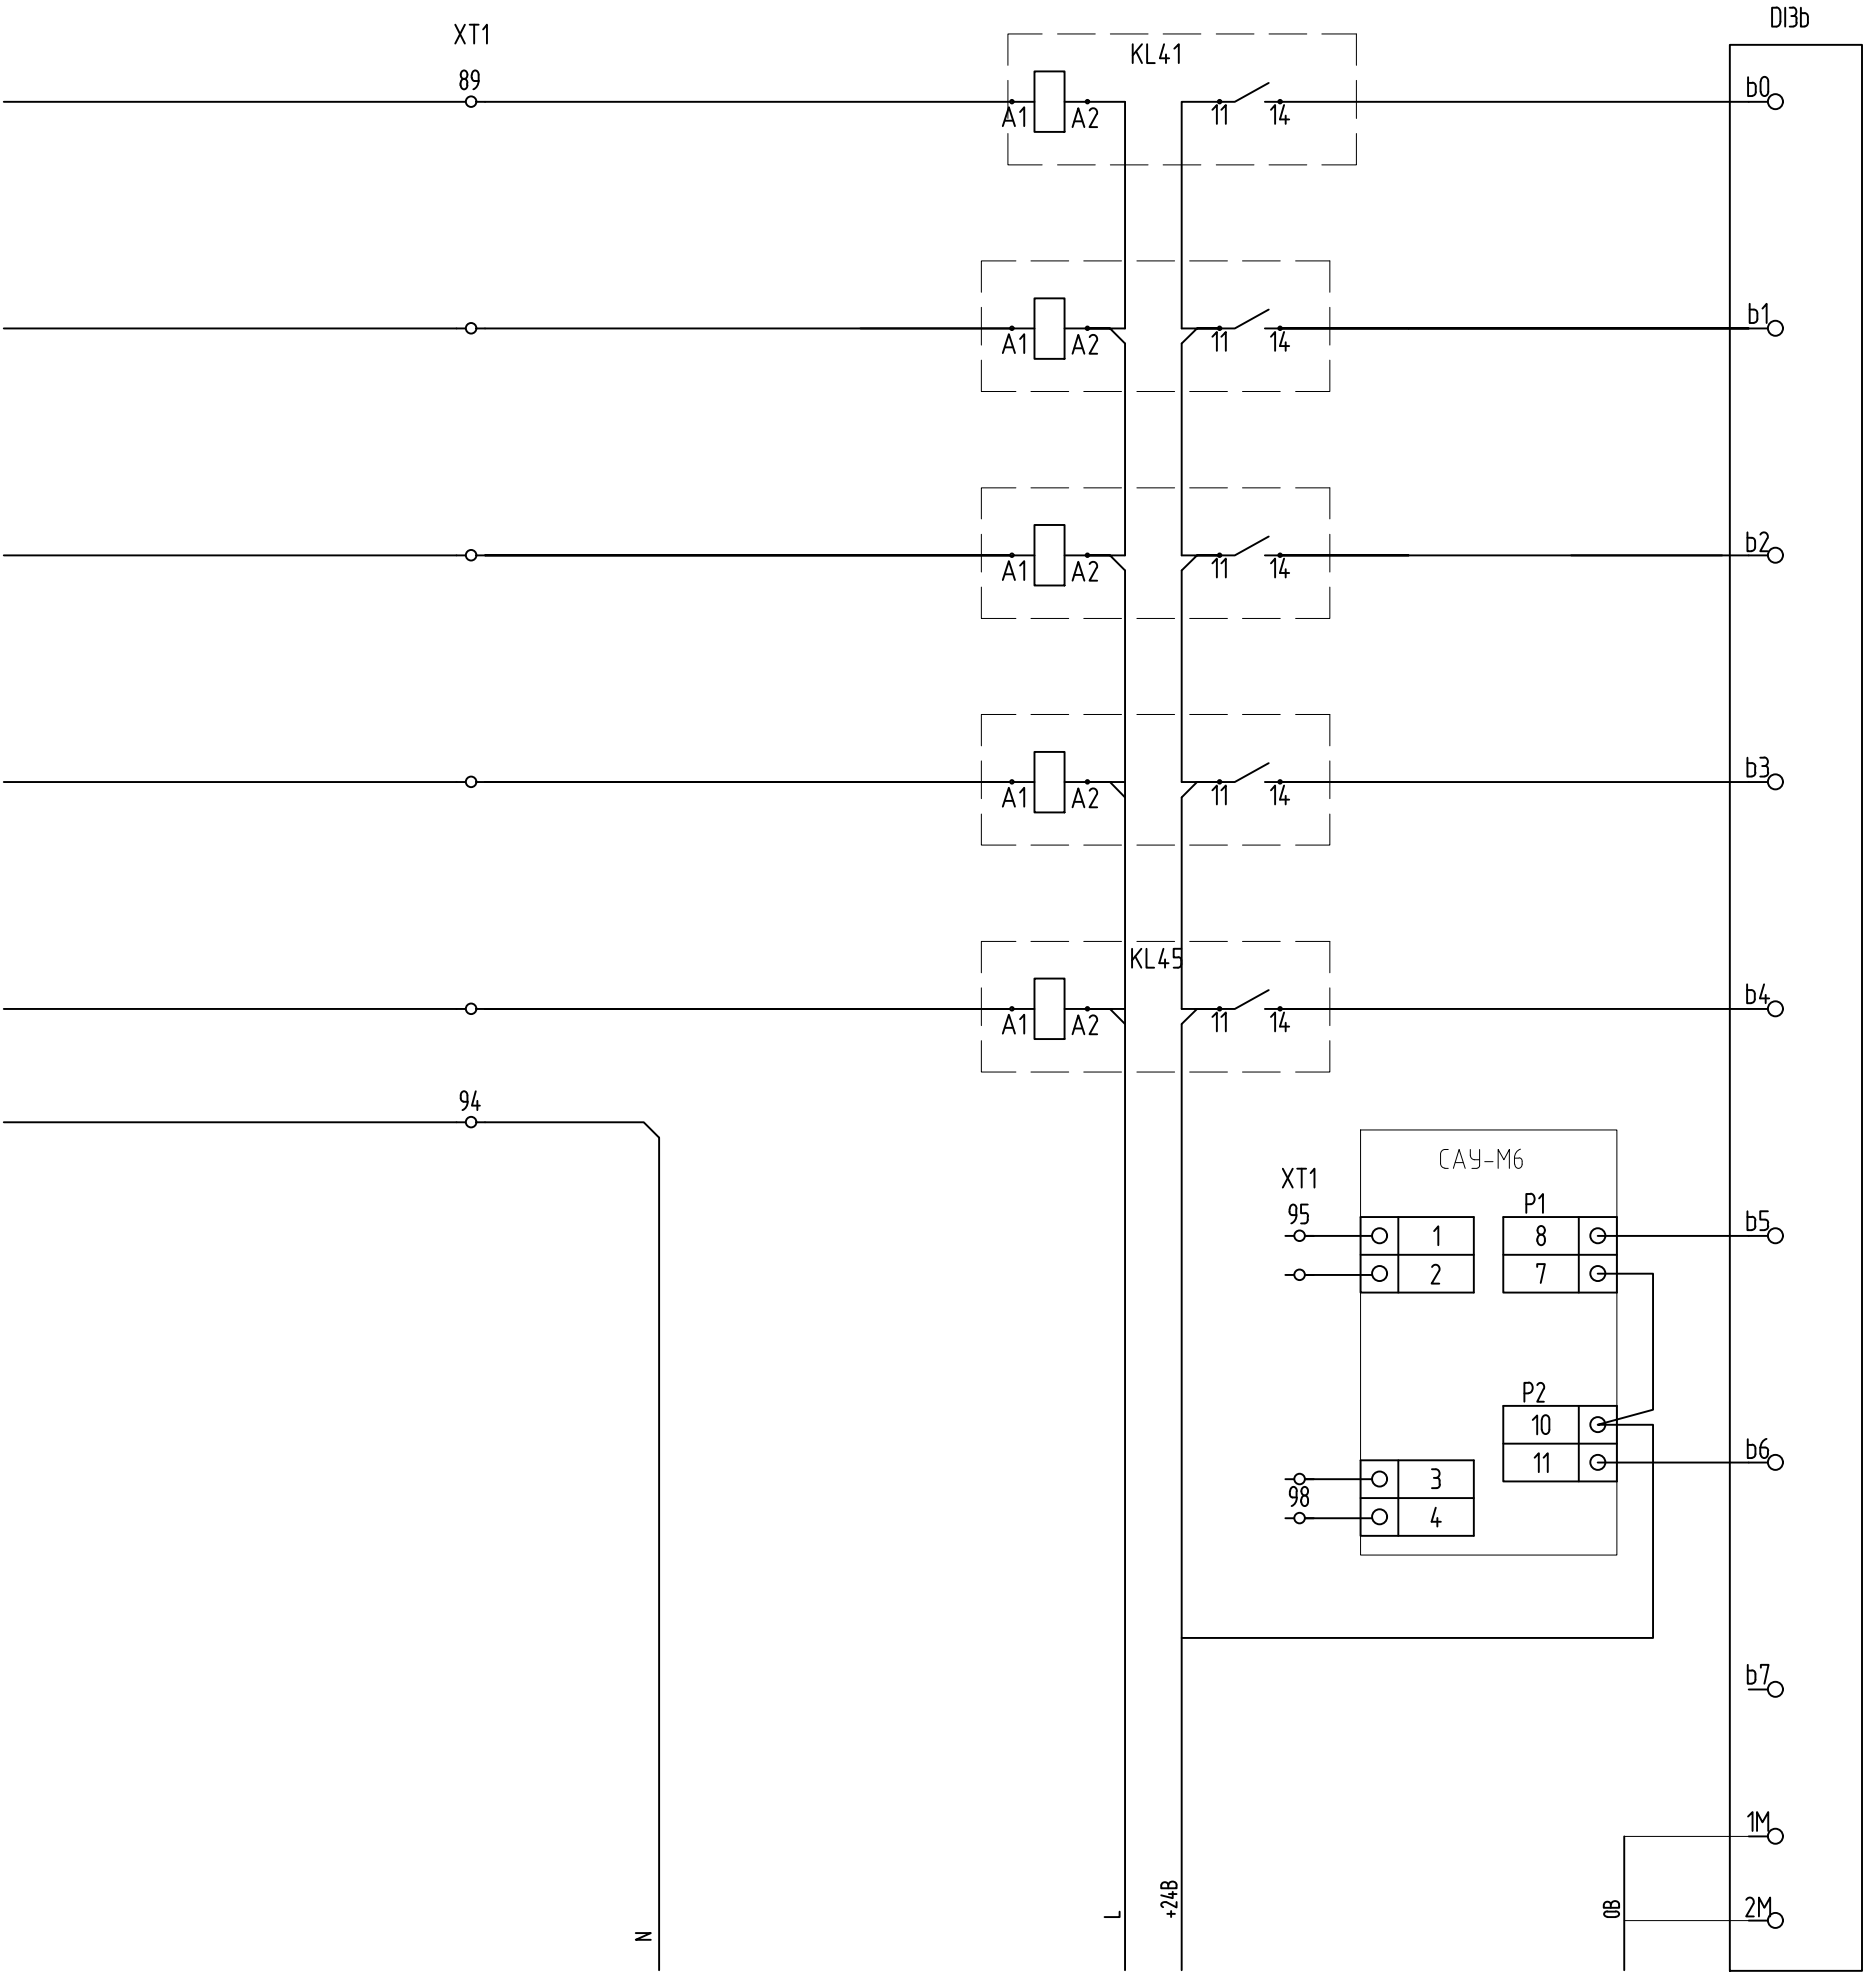 XT1
DI3b
KL41
89
b0
A1 A2 11 14
b1
A1 A2 11 14
b2
A1 A2 11 14
b3
A1 A2 11 14
KL45
b4
A1 A2 11 14
94
САУ-М6
XT1
P1
95
1 8
b5
2 7
P2
10
b6
3 11
98
4
b7
1M
+24В
2M
0В
L
N